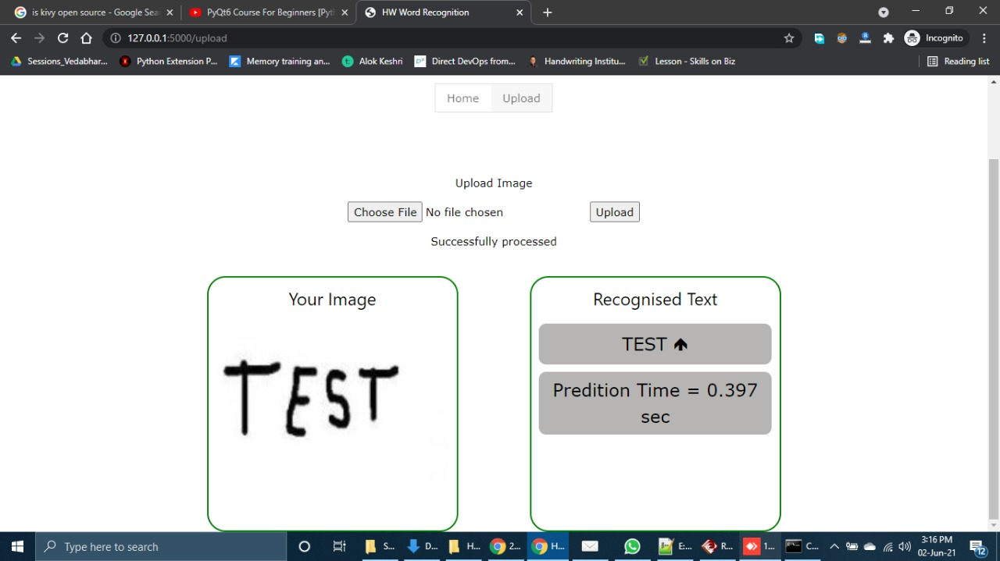 is kivy open source - Google Sea
PyQt6 Course For Beginners [Pyt
HW Word Recognition
127.0.0.1:5000/upload
Incognito
Sessions_Vedabhar...
Python Extension P...
Memory training an...
Alok Keshri
Direct DevOps from...
Handwriting Institu...
Lesson - Skills on Biz
Reading list
Home Upload
Upload Image
Choose File No file chosen Upload
Successfully processed
Your Image
TEST
Recognised Text
TEST
Predition Time = 0.397
sec
Type here to search
S...
D...
H...
2...
H...
E...
R...
1...
C...
3:16 PM
02-Jun-21
12